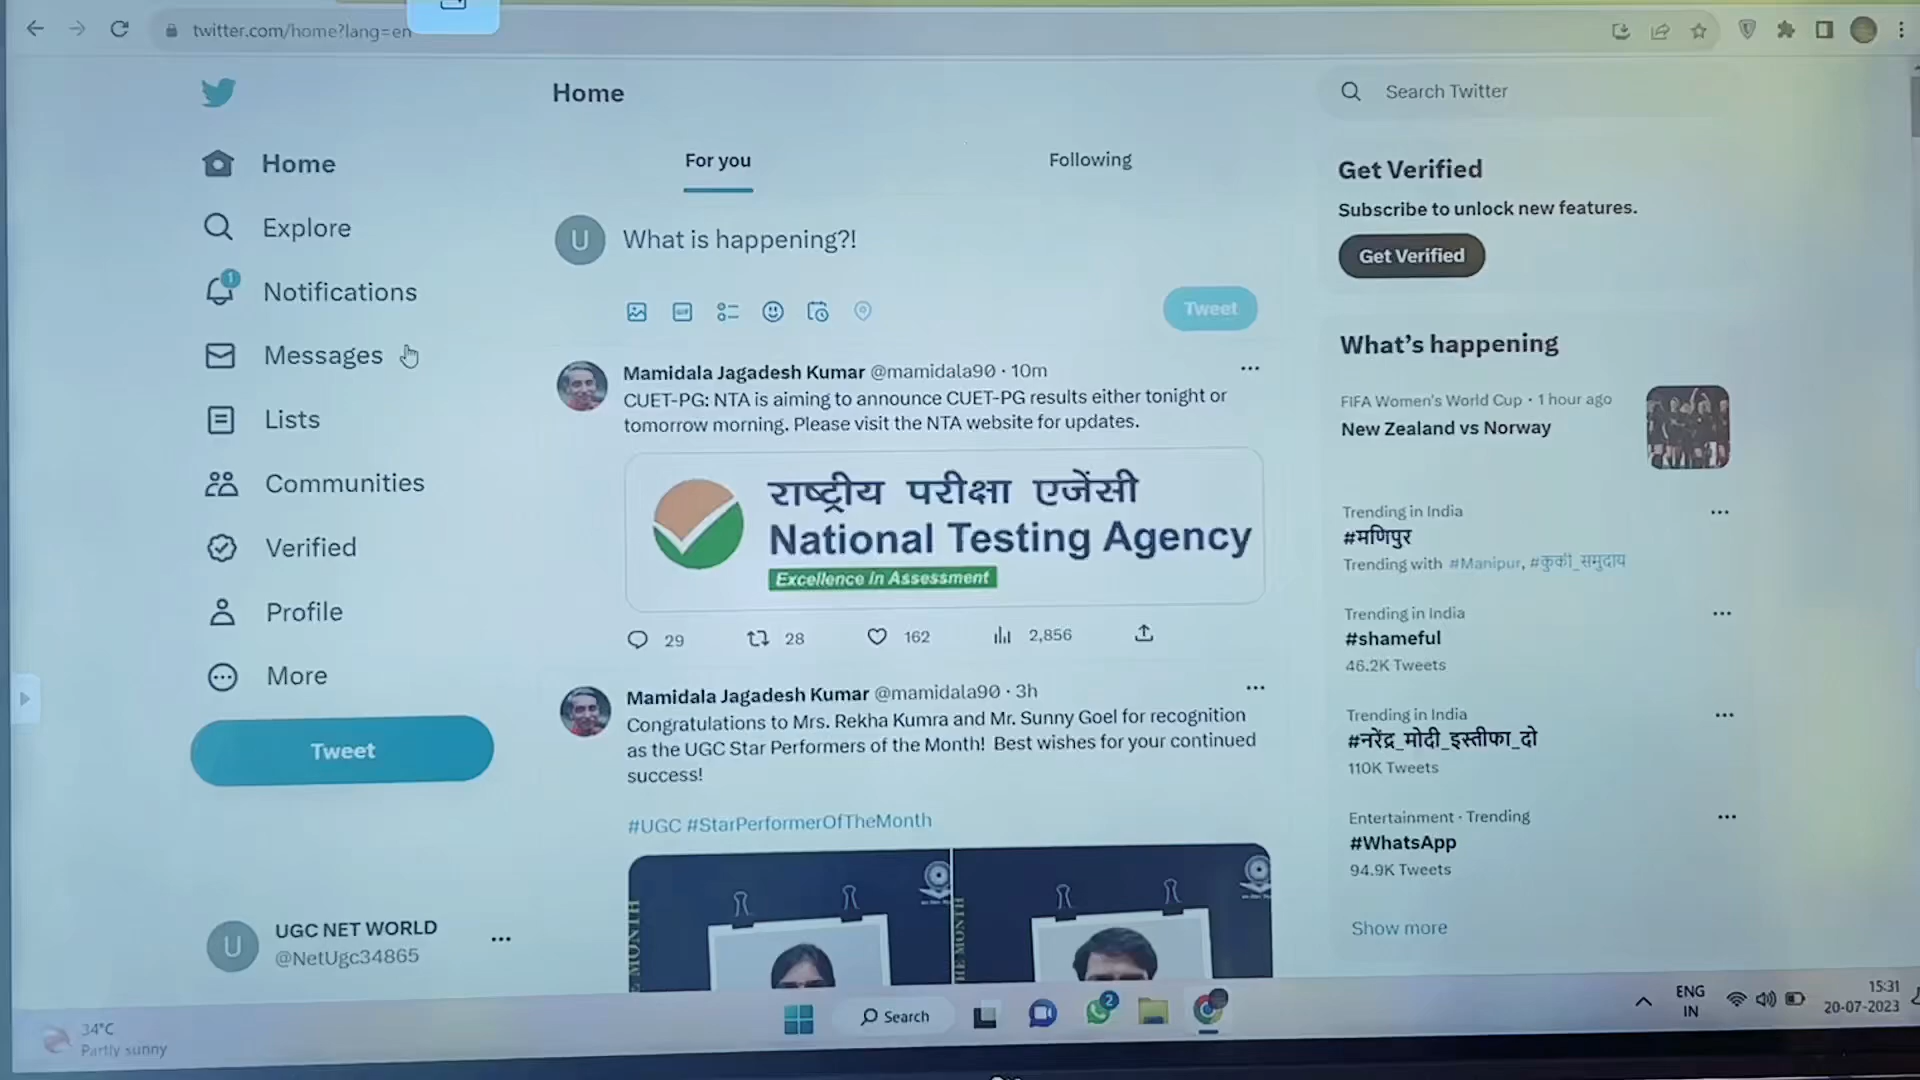 twitter.com/home?lang=en
Home
Explore
1
Notifications
Messages
Lists
Communities
Verified
Profile
More
Tweet
U
UGC NET WORLD
@NetUgc34865
Home
For you
Following
U
What is happening?!
GIF
Tweet
Mamidala Jagadesh Kumar @mamidala90 · 10m
CUET-PG: NTA is aiming to announce CUET-PG results either tonight or
tomorrow morning. Please visit the NTA website for updates.
राष्ट्रीय परीक्षा एजेंसी
National Testing Agency
Excellence in Assessment
29
28
162
2,856
Mamidala Jagadesh Kumar @mamidala90 · 3h
Congratulations to Mrs. Rekha Kumra and Mr. Sunny Goel for recognition
as the UGC Star Performers of the Month! Best wishes for your continued
success!
#UGC #StarPerformerOfTheMonth
MONTH
THE MONTH
Search Twitter
Get Verified
Subscribe to unlock new features.
Get Verified
What's happening
FIFA Women's World Cup · 1 hour ago
New Zealand vs Norway
Trending in India
#मणिपुर
Trending with #Manipur, #कुकी_समुदाय
Trending in India
#shameful
46.2K Tweets
Trending in India
#नरेंद्र_मोदी_इस्तीफा_दो
110K Tweets
Entertainment · Trending
#WhatsApp
94.9K Tweets
Show more
34°C
Partly sunny
Search
2
ENG
IN
15:31
20-07-2023